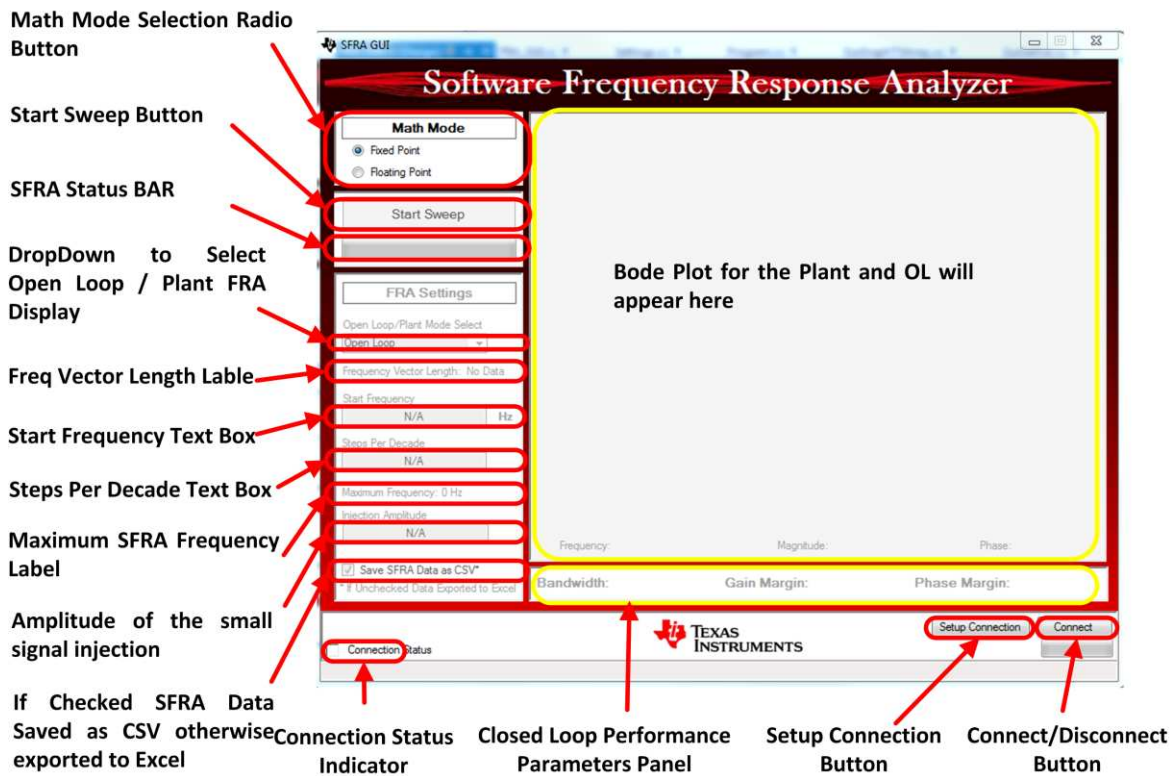 Math Mode Selection Radio
Button
Start Sweep Button
SFRA Status BAR
DropDown to Select
Open Loop / Plant FRA
Display
Freq Vector Length Lable
Start Frequency Text Box
Steps Per Decade Text Box
Maximum SFRA Frequency
Label
Amplitude of the small
signal injection
If Checked SFRA Data
Saved as CSV otherwise
exported to Excel
SFRA GUI
Software Frequency Response Analyzer
Math Mode
Fixed Point
Floating Point
Start Sweep
FRA Settings
Open Loop/Plant Mode Select
Open Loop
Frequency Vector Length: No Data
Start Frequency
N/A Hz
Steps Per Decade
N/A
Maximum Frequency: 0 Hz
Injection Amplitude
N/A
Save SFRA Data as CSV*
* If Unchecked Data Exported to Excel
Bode Plot for the Plant and OL will
appear here
Frequency: Magnitude: Phase:
Bandwidth: Gain Margin: Phase Margin:
Connection Status
TEXAS
INSTRUMENTS
Setup Connection
Connect
Connection Status
Indicator
Closed Loop Performance
Parameters Panel
Setup Connection
Button
Connect/Disconnect
Button